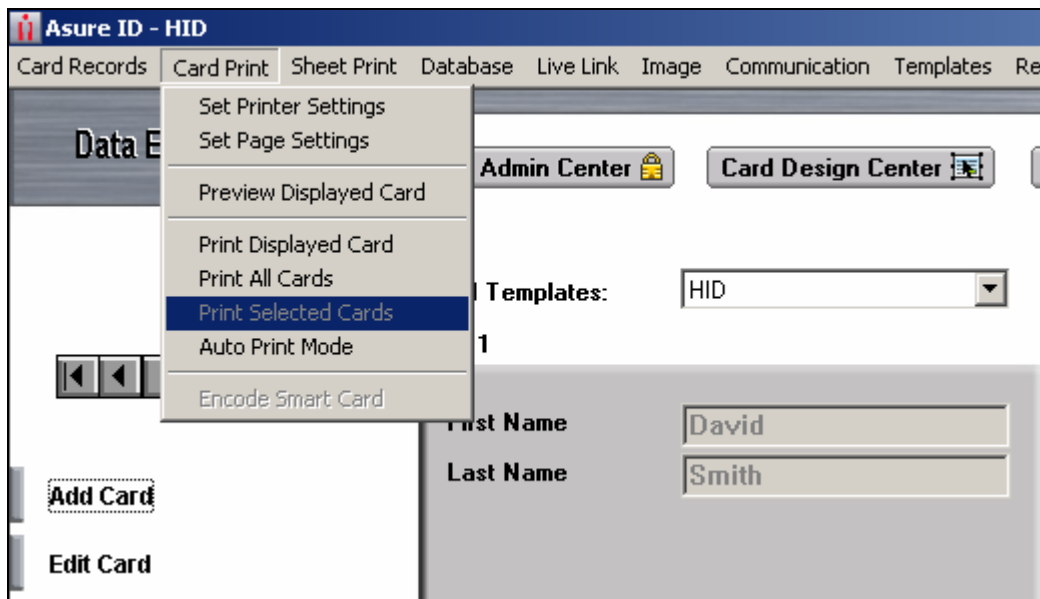 Asure ID - HID
Card Records Card Print Sheet Print Database Live Link Image Communication Templates
Set Printer Settings
Set Page Settings
Preview Displayed Card
Print Displayed Card
Print All Cards
Print Selected Cards
Auto Print Mode
Encode Smart Card
Data
Admin Center
Card Design Center
Templates:
HID
1
First Name
David
Last Name
Smith
Add Card
Edit Card